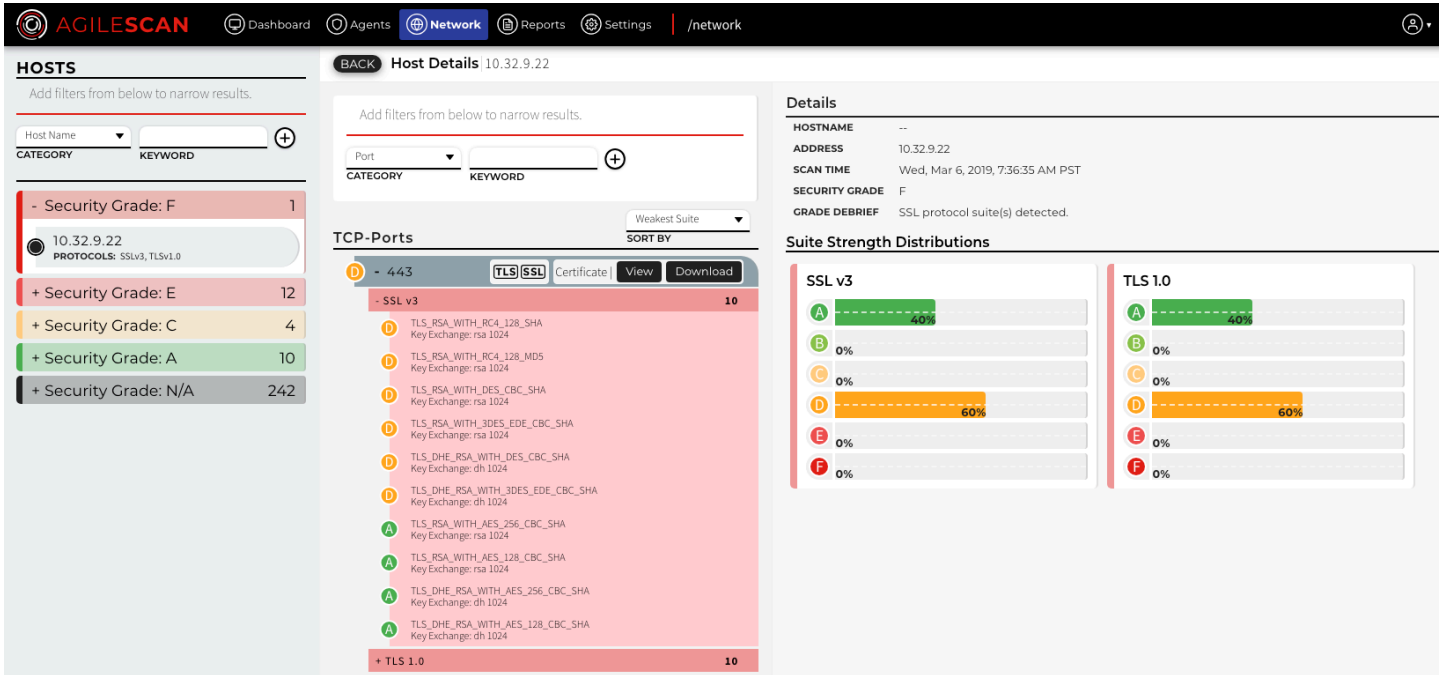 AGILESCAN Dashboard Agents Network Reports Settings /network
HOSTS
Add filters from below to narrow results.
Host Name
CATEGORY KEYWORD
- Security Grade: F 1
10.32.9.22
PROTOCOLS: SSLv3, TLSv1.0
+ Security Grade: E 12
+ Security Grade: C 4
+ Security Grade: A 10
+ Security Grade: N/A 242
BACK Host Details 10.32.9.22
Add filters from below to narrow results.
Port
CATEGORY KEYWORD
Weakest Suite
TCP-Ports SORT BY
D - 443 TLS SSL Certificate | View Download
- SSL v3 10
D TLS_RSA_WITH_RC4_128_SHA
Key Exchange: rsa 1024
D TLS_RSA_WITH_RC4_128_MD5
Key Exchange: rsa 1024
D TLS_RSA_WITH_DES_CBC_SHA
Key Exchange: rsa 1024
D TLS_RSA_WITH_3DES_EDE_CBC_SHA
Key Exchange: rsa 1024
D TLS_DHE_RSA_WITH_DES_CBC_SHA
Key Exchange: dh 1024
D TLS_DHE_RSA_WITH_3DES_EDE_CBC_SHA
Key Exchange: dh 1024
A TLS_RSA_WITH_AES_256_CBC_SHA
Key Exchange: rsa 1024
A TLS_RSA_WITH_AES_128_CBC_SHA
Key Exchange: rsa 1024
A TLS_DHE_RSA_WITH_AES_256_CBC_SHA
Key Exchange: dh 1024
A TLS_DHE_RSA_WITH_AES_128_CBC_SHA
Key Exchange: dh 1024
+ TLS 1.0 10
Details
HOSTNAME --
ADDRESS 10.32.9.22
SCAN TIME Wed, Mar 6, 2019, 7:36:35 AM PST
SECURITY GRADE F
GRADE DEBRIEF SSL protocol suite(s) detected.
Suite Strength Distributions
SSL v3
A 40%
B 0%
C 0%
D 60%
E 0%
F 0%
TLS 1.0
A 40%
B 0%
C 0%
D 60%
E 0%
F 0%